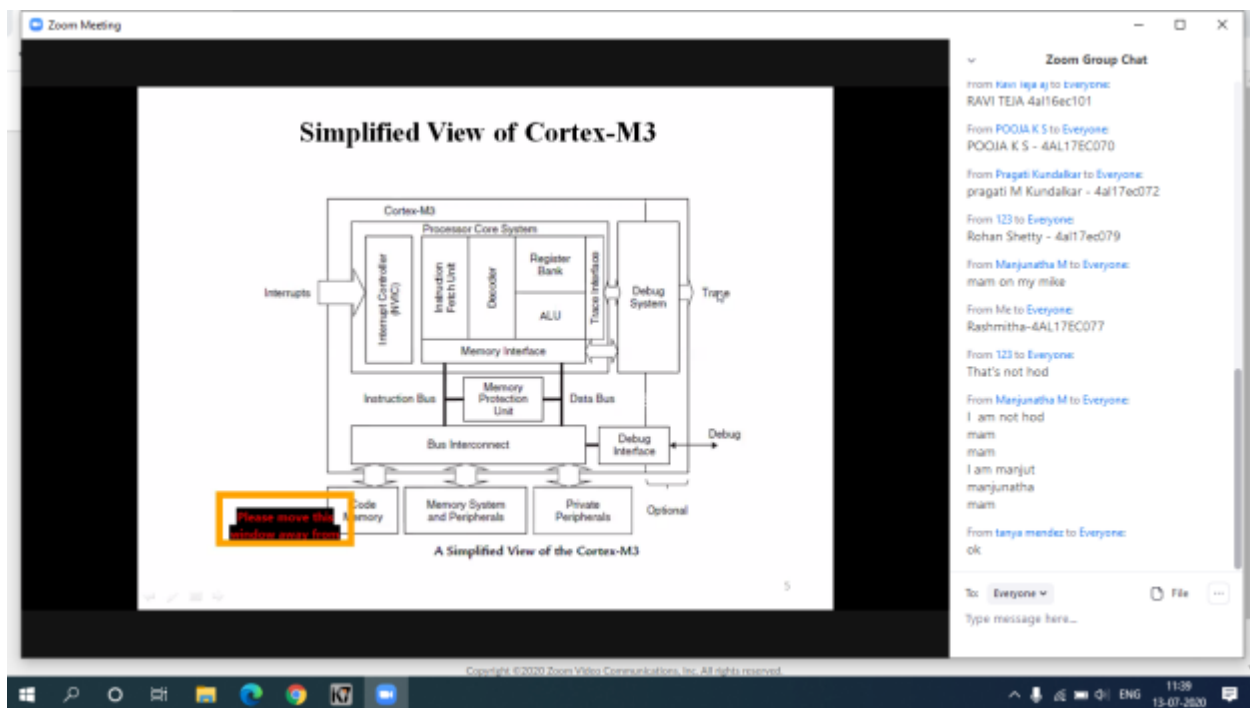 Zoom Meeting
Simplified View of Cortex-M3
Cortex-M3
Processor Core System
Interrupts
Interrupt Controller
(NVIC)
Instruction
Fetch Unit
Decoder
Register
Bank
ALU
Trace Interface
Memory Interface
Debug
System
Trace
Instruction Bus
Memory
Protection
Unit
Data Bus
Bus Interconnect
Debug
Interface
Debug
Code
Memory
Memory System
and Peripherals
Private
Peripherals
Optional
Please move this
window away from
A Simplified View of the Cortex-M3
5
Zoom Group Chat
From Ravi Teja aj to Everyone:
RAVI TEJA 4al16ec101
From POOJA K S to Everyone:
POOJA K S - 4AL17EC070
From Pragati Kundalkar to Everyone:
pragati M Kundalkar - 4al17ec072
From 123 to Everyone:
Rohan Shetty - 4al17ec079
From Manjunatha M to Everyone:
mam on my mike
From Me to Everyone:
Rashmitha-4AL17EC077
From 123 to Everyone:
That's not hod
From Manjunatha M to Everyone:
I am not hod
mam
mam
I am manjut
manjunatha
mam
From tanya mendez to Everyone:
ok
To: Everyone
File
Type message here...
Copyright ©2020 Zoom Video Communications, Inc. All rights reserved.
K7
ENG
11:39
13-07-2020